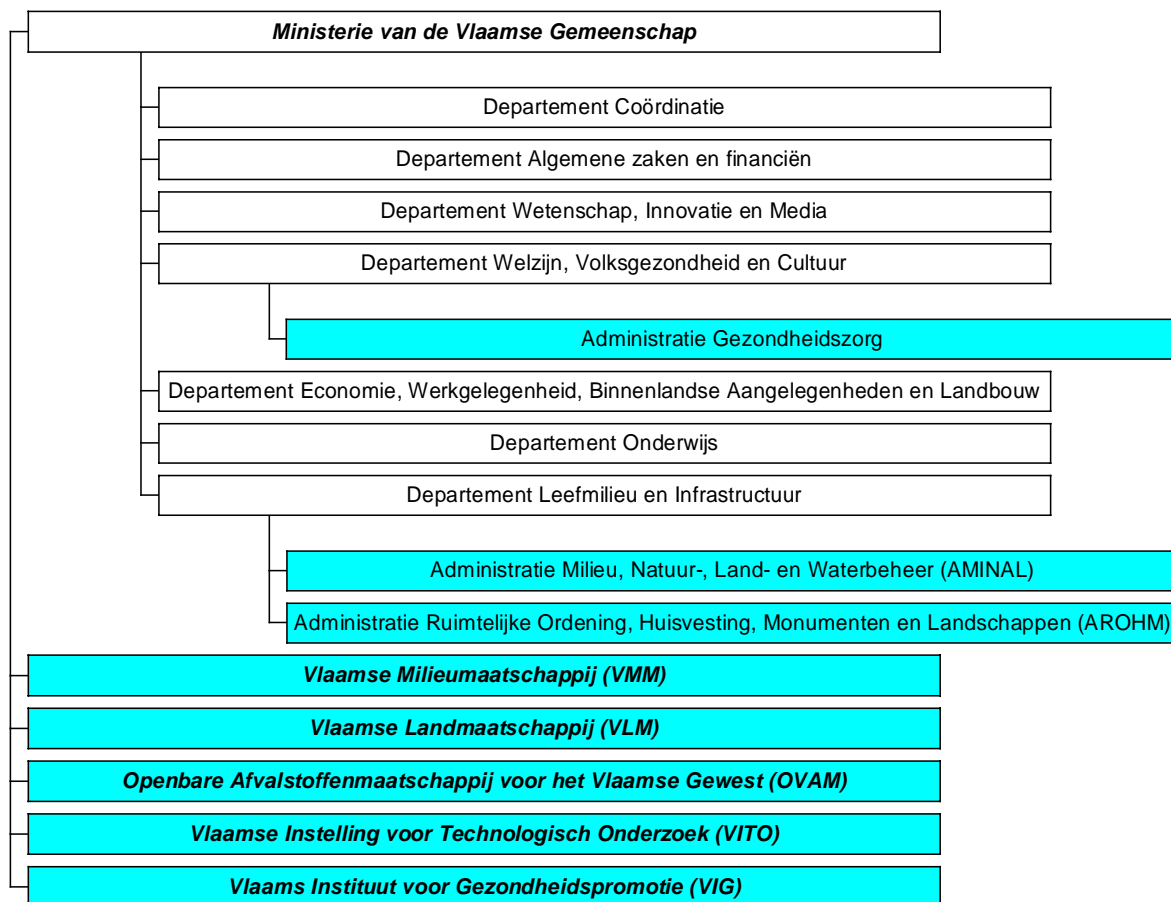 Ministerie van de Vlaamse Gemeenschap
Departement Coördinatie
Departement Algemene zaken en financiën
Departement Wetenschap, Innovatie en Media
Departement Welzijn, Volksgezondheid en Cultuur
Administratie Gezondheidszorg
Departement Economie, Werkgelegenheid, Binnenlandse Aangelegenheden en Landbouw
Departement Onderwijs
Departement Leefmilieu en Infrastructuur
Administratie Milieu, Natuur-, Land- en Waterbeheer (AMINAL)
Administratie Ruimtelijke Ordening, Huisvesting, Monumenten en Landschappen (AROHM)
Vlaamse Milieumaatschappij (VMM)
Vlaamse Landmaatschappij (VLM)
Openbare Afvalstoffenmaatschappij voor het Vlaamse Gewest (OVAM)
Vlaamse Instelling voor Technologisch Onderzoek (VITO)
Vlaams Instituut voor Gezondheidspromotie (VIG)